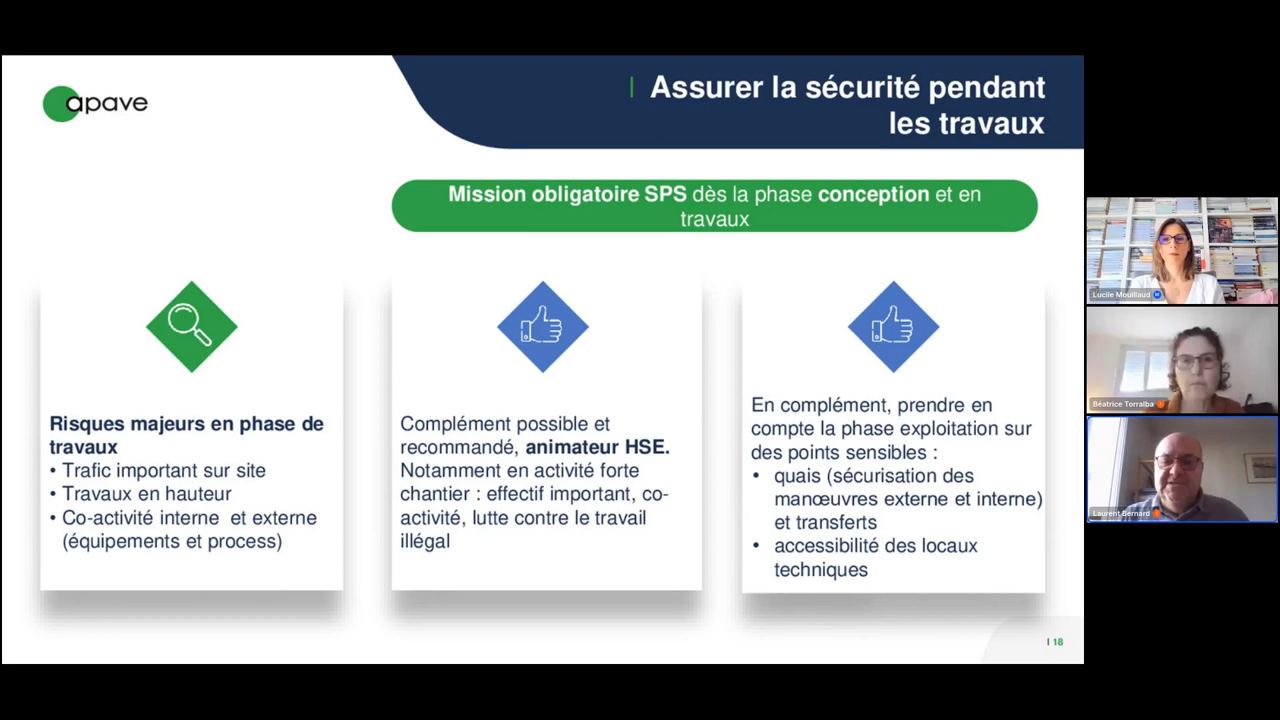 apave
| Assurer la sécurité pendant
les travaux
Mission obligatoire SPS dès la phase conception et en
travaux
Risques majeurs en phase de
travaux
• Trafic important sur site
• Travaux en hauteur
• Co-activité interne et externe
(équipements et process)
Complément possible et
recommandé, animateur HSE.
Notamment en activité forte
chantier : effectif important, co-
activité, lutte contre le travail
illégal
En complément, prendre en
compte la phase exploitation sur
des points sensibles :
• quais (sécurisation des
manœuvres externe et interne)
et transferts
• accessibilité des locaux
techniques
| 18
Lucile Mouillaud
Béatrice Torralba
Laurent Bernard